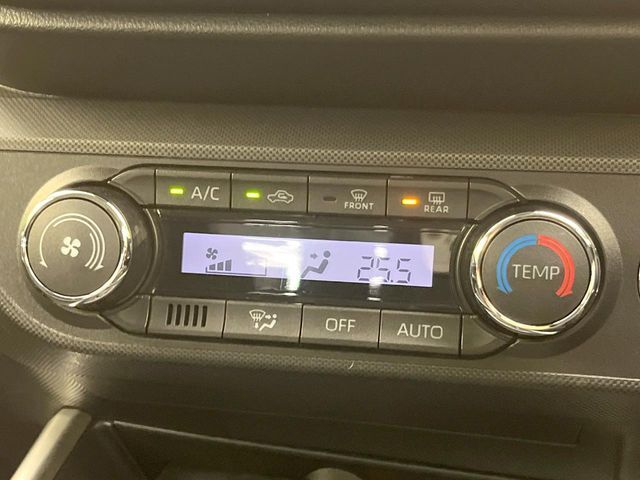 A/C
FRONT
REAR
25.5
TEMP
OFF
AUTO